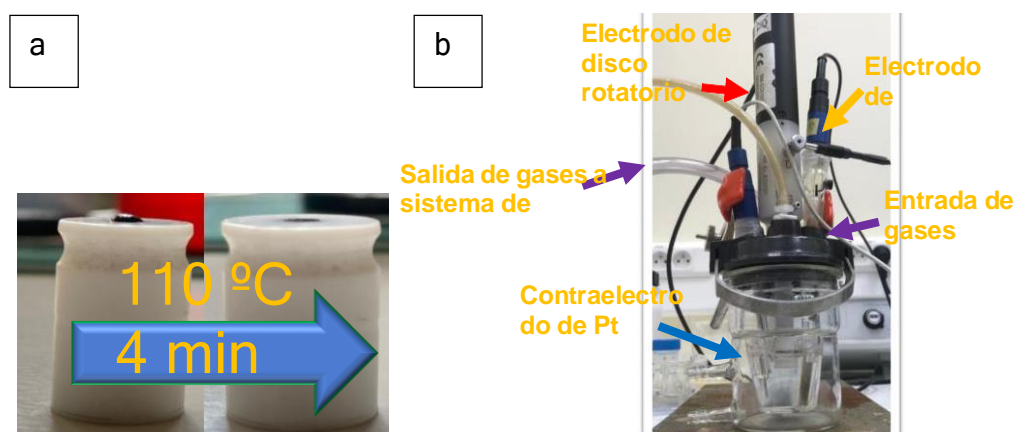 a
110 ºC
4 min
b
Electrodo de
disco
rotatorio
Electrodo
de
Salida de gases a
sistema de
Entrada de
gases
Contraelectro
do de Pt